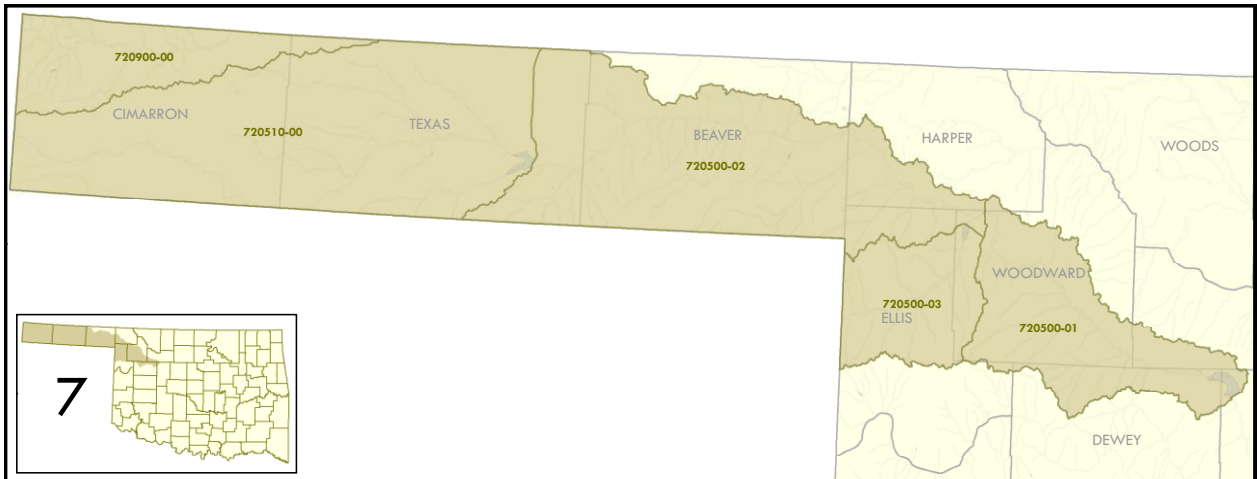 720900-00
CIMARRON
720510-00
TEXAS
BEAVER
720500-02
HARPER
WOODS
WOODWARD
720500-03
ELLIS
720500-01
7
DEWEY